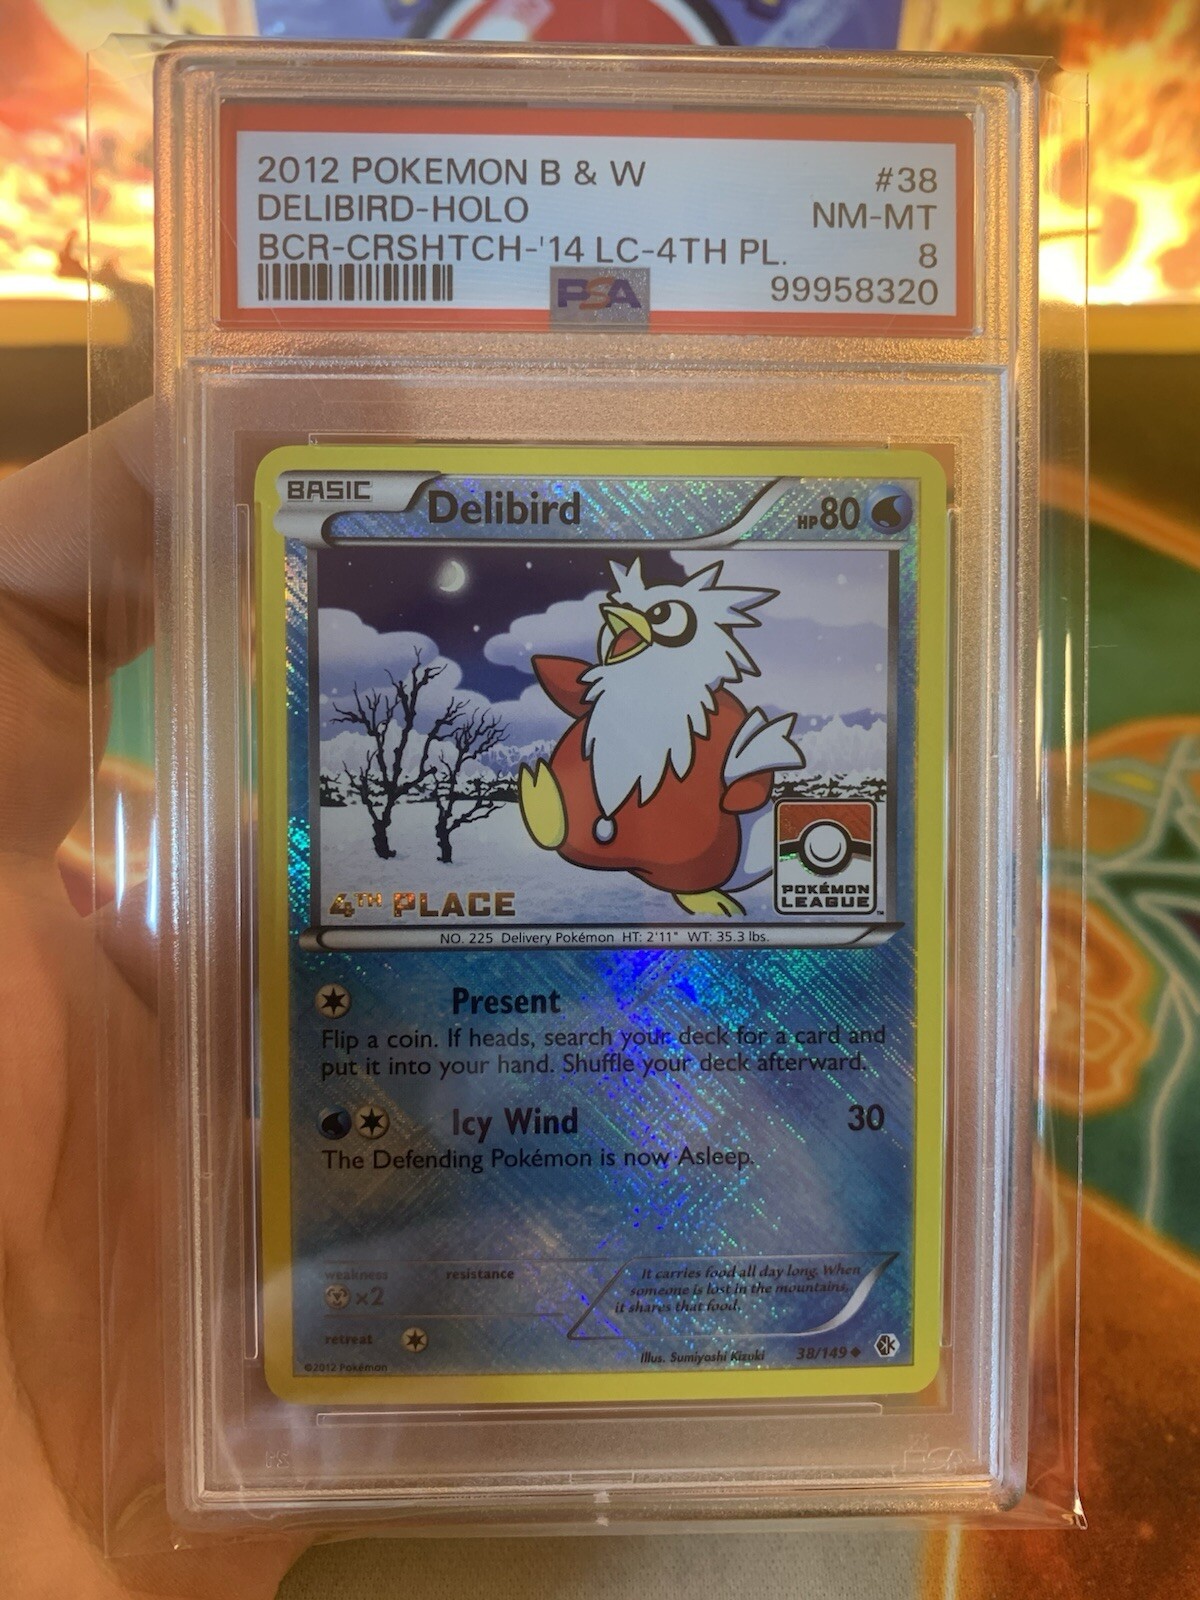 2012 POKEMON B & W #38
DELIBIRD-HOLO NM-MT
BCR-CRSHTCH-'14 LC-4TH PL. 8
PSA 99958320
BASIC Delibird HP80
4TH PLACE
POKÉMON
LEAGUE™
NO. 225 Delivery Pokémon HT: 2'11" WT: 35.3 lbs.
Present
Flip a coin. If heads, search your deck for a card and
put it into your hand. Shuffle your deck afterward.
Icy Wind 30
The Defending Pokémon is now Asleep.
weakness resistance
×2
It carries food all day long. When
someone is lost in the mountains,
it shares that food.
retreat
Illus. Sumiyoshi Kizuki 38/149
©2012 Pokémon